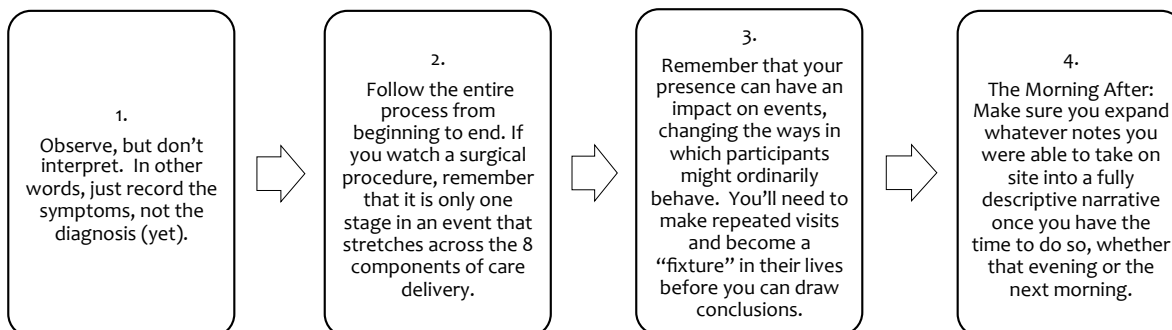 1.
Observe, but don't
interpret. In other
words, just record the
symptoms, not the
diagnosis (yet).
2.
Follow the entire
process from
beginning to end. If
you watch a surgical
procedure, remember
that it is only one
stage in an event that
stretches across the 8
components of care
delivery.
3.
Remember that your
presence can have an
impact on events,
changing the ways in
which participants
might ordinarily
behave. You'll need to
make repeated visits
and become a
“fixture” in their lives
before you can draw
conclusions.
4.
The Morning After:
Make sure you expand
whatever notes you
were able to take on
site into a fully
descriptive narrative
once you have the
time to do so, whether
that evening or the
next morning.